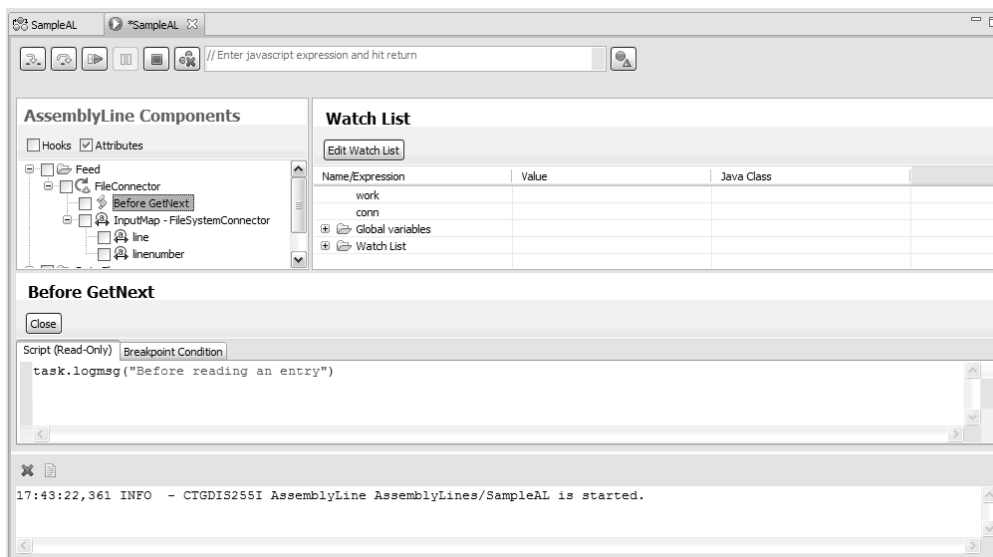 SampleAL *SampleAL
// Enter javascript expression and hit return
AssemblyLine Components
Hooks Attributes
Feed
FileConnector
Before GetNext
InputMap - FileSystemConnector
line
linenumber
Watch List
Edit Watch List
Name/Expression Value Java Class
work
conn
Global variables
Watch List
Before GetNext
Close
Script (Read-Only) Breakpoint Condition
task.logmsg("Before reading an entry")
17:43:22,361 INFO - CTGDIS255I AssemblyLine AssemblyLines/SampleAL is started.